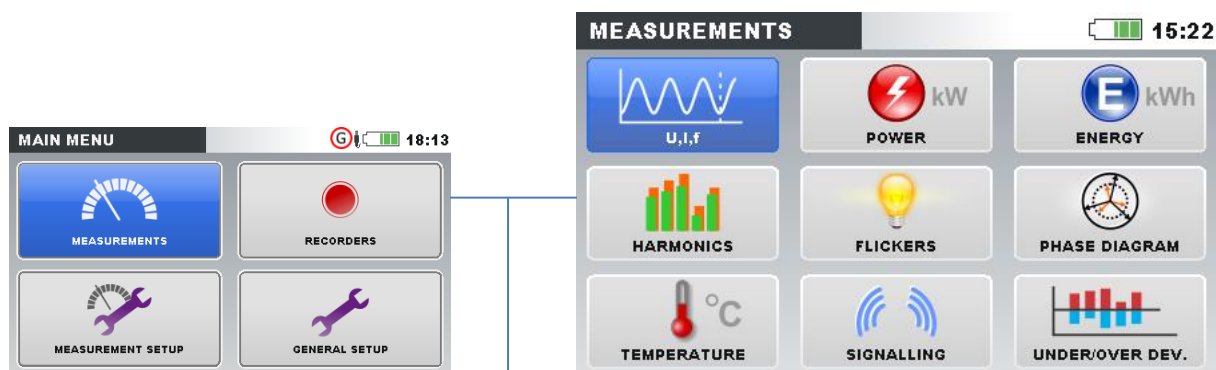 MAIN MENU
G 18:13
MEASUREMENTS
RECORDERS
MEASUREMENT SETUP
GENERAL SETUP
MEASUREMENTS
15:22
U,I,f
kW
POWER
E kWh
ENERGY
HARMONICS
FLICKERS
PHASE DIAGRAM
°C
TEMPERATURE
SIGNALLING
UNDER/OVER DEV.